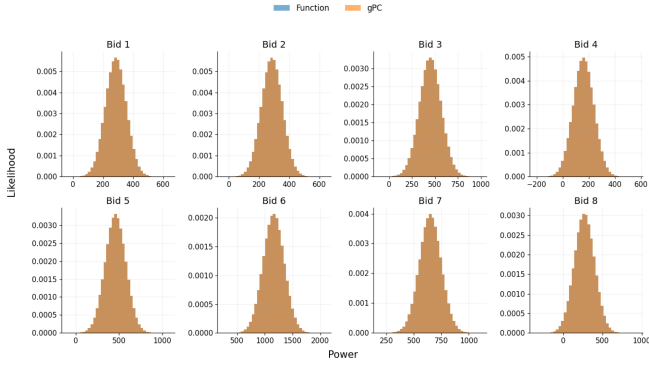 Function gPC
Bid 1 Bid 2 Bid 3 Bid 4
0.005 0.005 0.0030 0.005
0.004 0.004 0.0025 0.004
0.003 0.003 0.0020 0.003
0.002 0.002 0.0015 0.002
0.001 0.001 0.0010 0.001
0.000 0.000 0.0005 0.000
0.0000
0 200 400 600 0 200 400 600 0 250 500 750 1000 −200 0 200 400 600
Likelihood
Bid 5 Bid 6 Bid 7 Bid 8
0.0030 0.0020 0.004 0.0030
0.0025 0.0015 0.003 0.0025
0.0020 0.0010 0.002 0.0020
0.0015 0.0005 0.001 0.0015
0.0010 0.0000 0.000 0.0010
0.0005 0.0005
0.0000 0.0000
0 500 1000 500 1000 1500 2000 250 500 750 1000 0 500 1000
Power